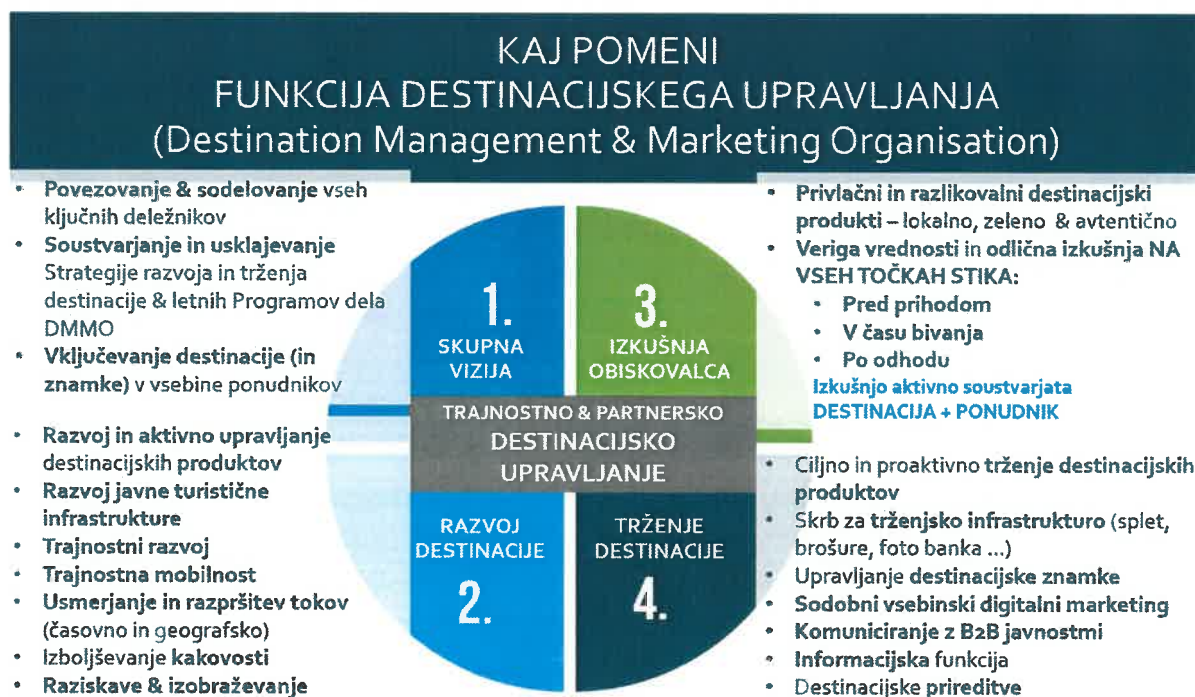 KAJ POMENI
FUNKCIJA DESTINACIJSKEGA UPRAVLJANJA
(Destination Management & Marketing Organisation)
• Povezovanje & sodelovanje vseh
ključnih deležnikov
• Soustvarjanje in usklajevanje
Strategije razvoja in trženja
destinacije & letnih Programov dela
DMMO
• Vključevanje destinacije (in
znamke) v vsebine ponudnikov
• Razvoj in aktivno upravljanje
destinacijskih produktov
• Razvoj javne turistične
infrastrukture
• Trajnostni razvoj
• Trajnostna mobilnost
• Usmerjanje in razpršitev tokov
(časovno in geografsko)
• Izboljševanje kakovosti
• Raziskave & izobraževanje
1.
SKUPNA
VIZIJA
3.
IZKUŠNJA
OBISKOVALCA
TRAJNOSTNO & PARTNERSKO
DESTINACIJSKO
UPRAVLJANJE
RAZVOJ
DESTINACIJE
2.
TRŽENJE
DESTINACIJE
4.
• Privlačni in razlikovalni destinacijski
produkti – lokalno, zeleno & avtentično
• Veriga vrednosti in odlična izkušnja NA
VSEH TOČKAH STIKA:
• Pred prihodom
• V času bivanja
• Po odhodu
Izkušnjo aktivno soustvarjata
DESTINACIJA + PONUDNIK
• Ciljno in proaktivno trženje destinacijskih
produktov
• Skrb za trženjsko infrastrukturo (splet,
brošure, foto banka ...)
• Upravljanje destinacijske znamke
• Sodobni vsebinski digitalni marketing
• Komuniciranje z B2B javnostmi
• Informacijska funkcija
• Destinacijske prireditve